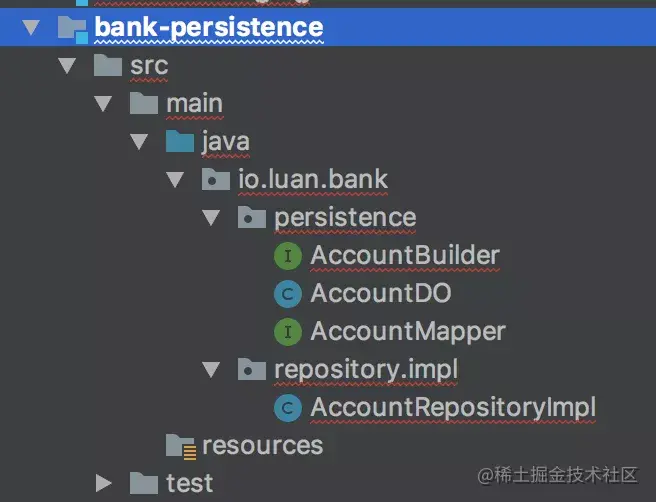 bank-persistence
src
main
java
io.luan.bank
persistence
I AccountBuilder
C AccountDO
I AccountMapper
repository.impl
C AccountRepositoryImpl
resources
test
@稀土掘金技术社区